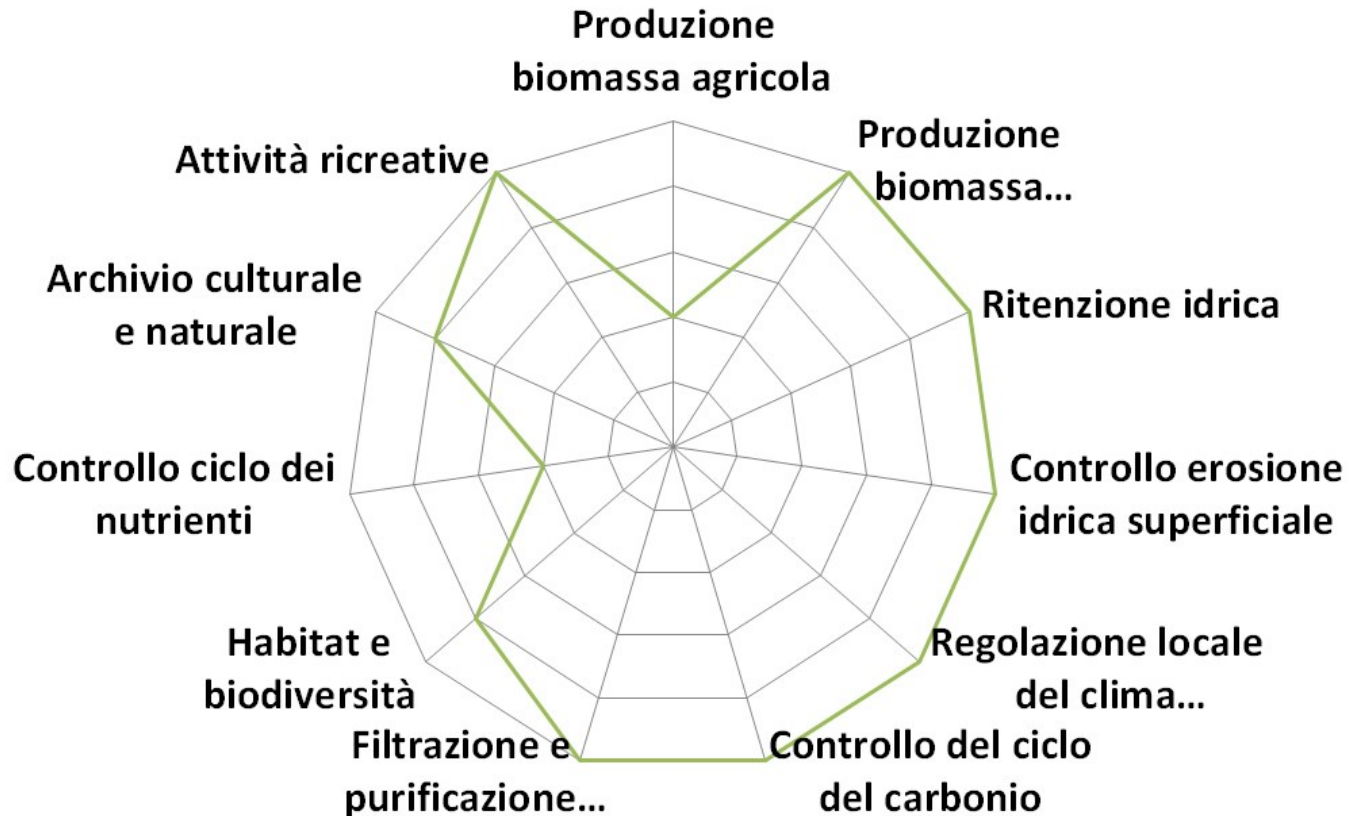 Produzione
biomassa agricola
Produzione
biomassa...
Ritenzione idrica
Controllo erosione
idrica superficiale
Regolazione locale
del clima...
Controllo del ciclo
del carbonio
Filtrazione e
purificazione...
Habitat e
biodiversità
Controllo ciclo dei
nutrienti
Archivio culturale
e naturale
Attività ricreative